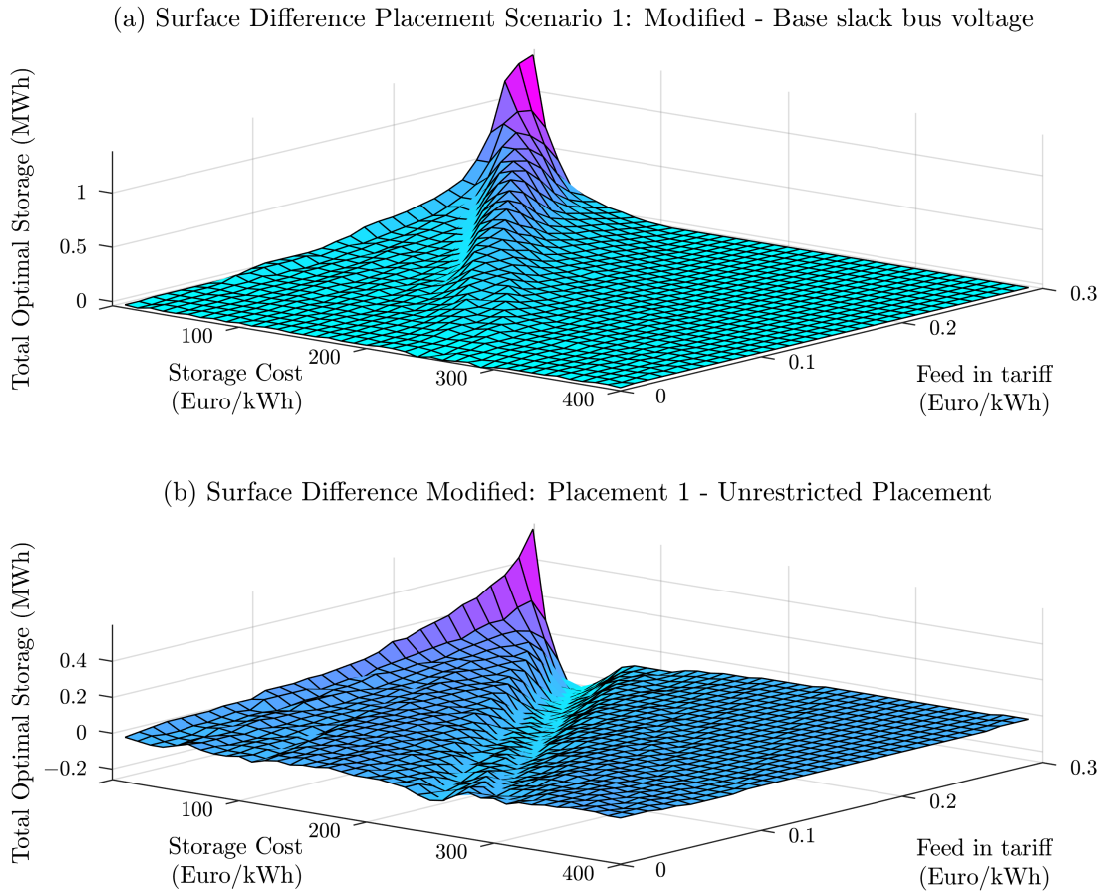 (a) Surface Difference Placement Scenario 1: Modified - Base slack bus voltage
Total Optimal Storage (MWh)
1
0.5
0
100
200
300
400
Storage Cost
(Euro/kWh)
0
0.1
0.2
0.3
Feed in tariff
(Euro/kWh)
(b) Surface Difference Modified: Placement 1 - Unrestricted Placement
Total Optimal Storage (MWh)
0.4
0.2
0
−0.2
100
200
300
400
Storage Cost
(Euro/kWh)
0
0.1
0.2
0.3
Feed in tariff
(Euro/kWh)